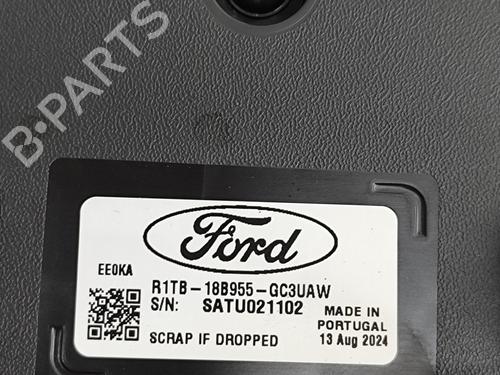 B-PARTS
Ford
EE0KA
R1TB-18B955-GC3UAW
S/N: SATU021102
MADE IN
PORTUGAL
SCRAP IF DROPPED
13 Aug 2024